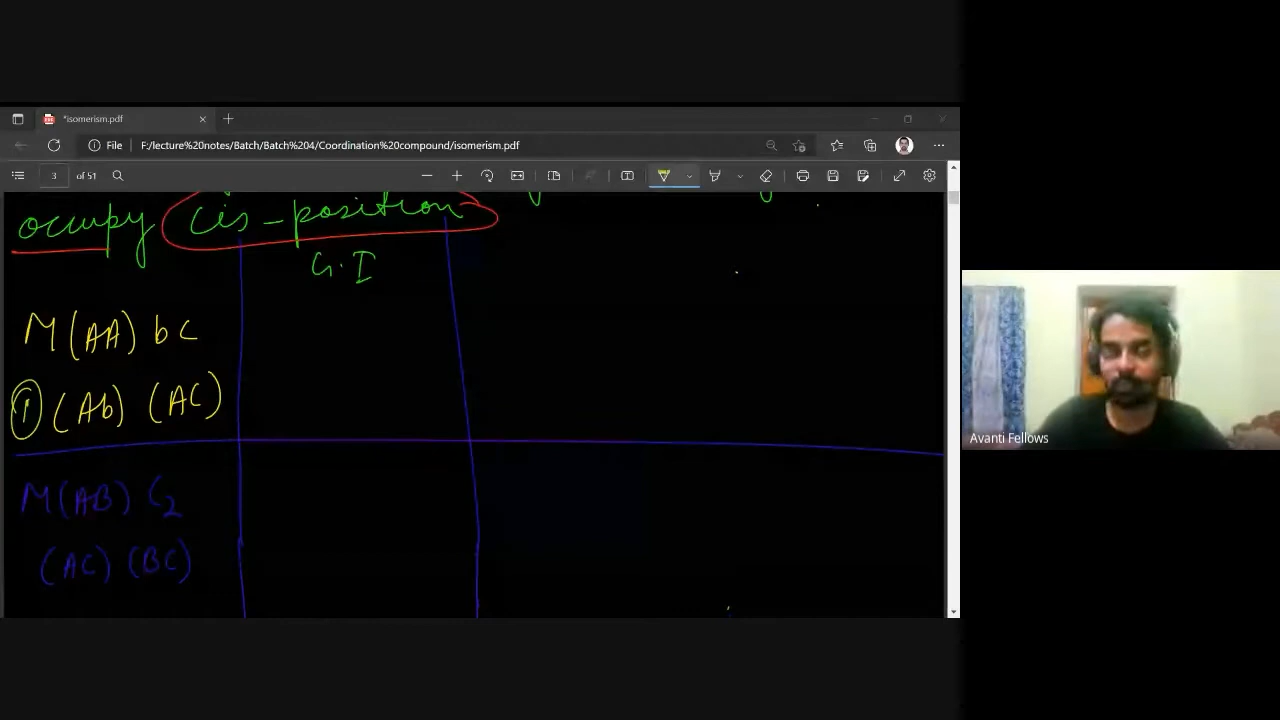 *isomerism.pdf
File F:/lecture%20notes/Batch/Batch%204/Coordination%20compound/isomerism.pdf
3 of 51
occupy cis-position
G.I
M(AA) bc
① (Ab) (AC)
M(AB) C2
(AC) (BC)
Avanti Fellows